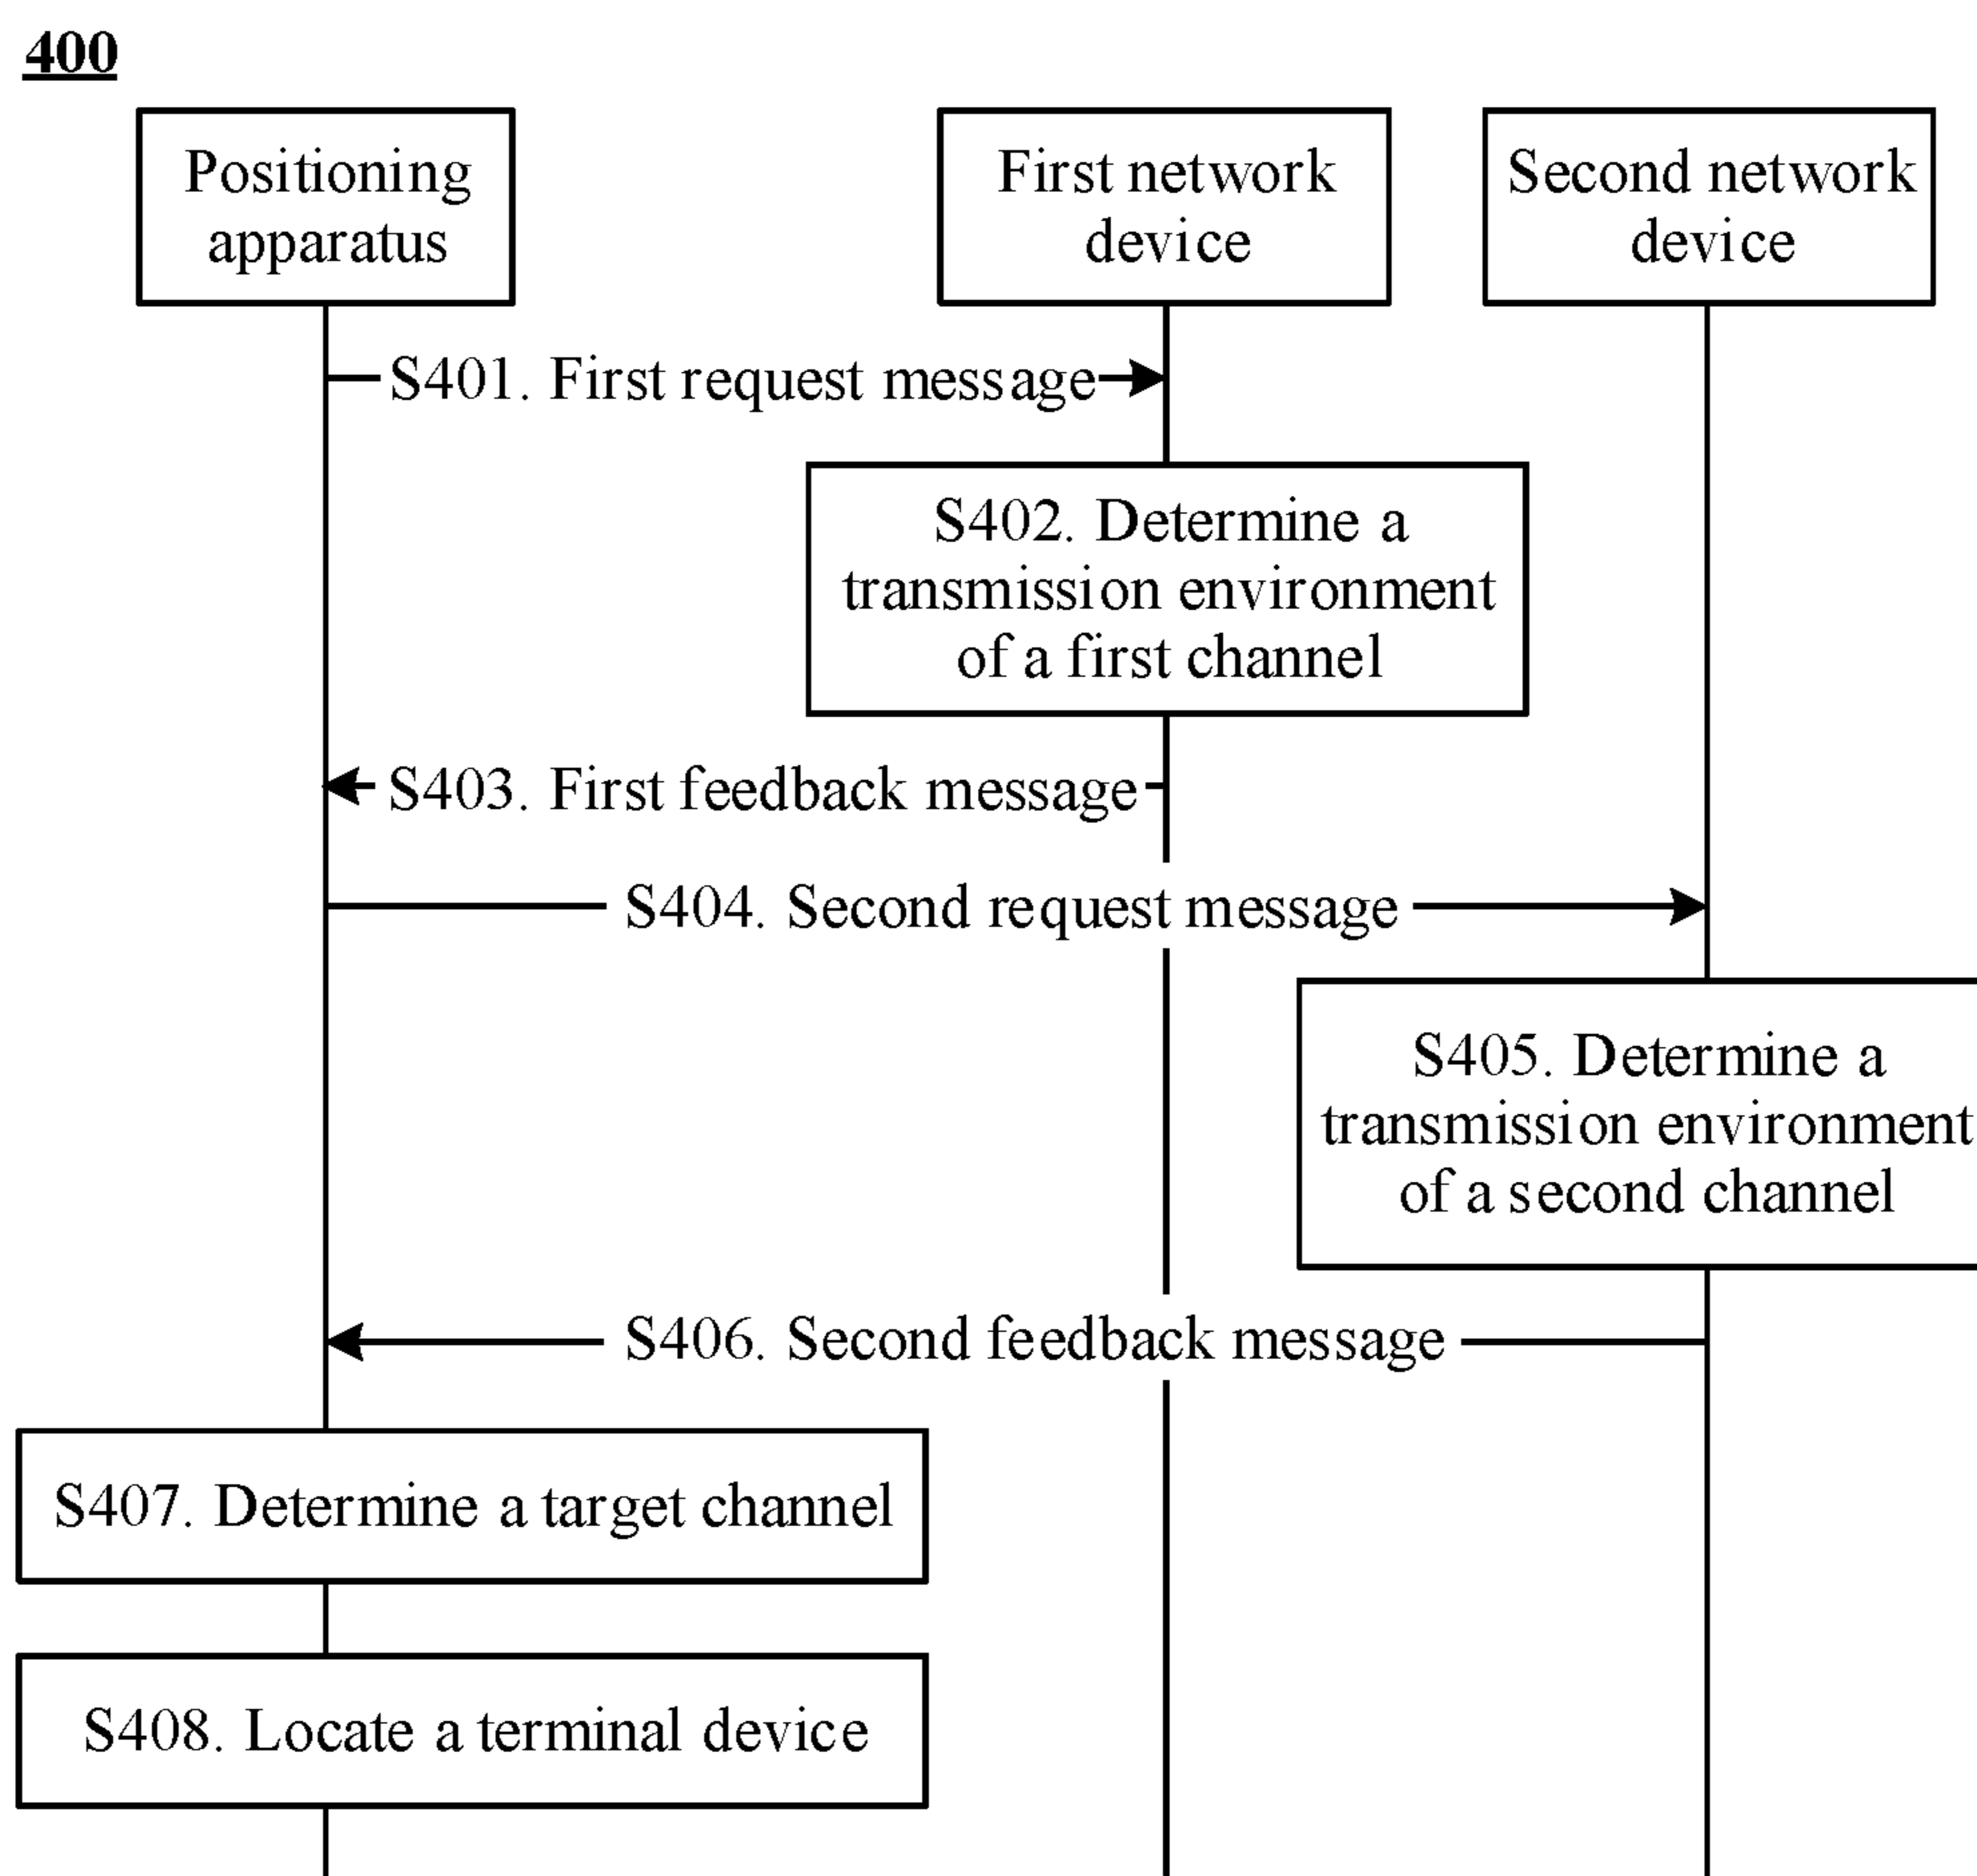 400
Positioning
apparatus
First network
device
Second network
device
S401. First request message
S402. Determine a
transmission environment
of a first channel
S403. First feedback message
S404. Second request message
S405. Determine a
transmission environment
of a second channel
S406. Second feedback message
S407. Determine a target channel
S408. Locate a terminal device